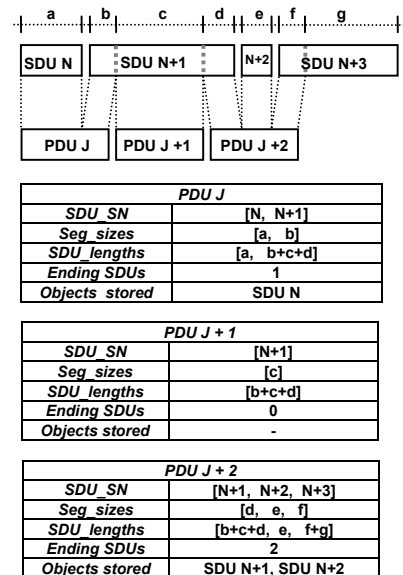 a b c d e f g
SDU N SDU N+1 N+2 SDU N+3
PDU J PDU J +1 PDU J +2
PDU J
SDU_SN [N, N+1]
Seg_sizes [a, b]
SDU_lengths [a, b+c+d]
Ending SDUs 1
Objects stored SDU N
PDU J + 1
SDU_SN [N+1]
Seg_sizes [c]
SDU_lengths [b+c+d]
Ending SDUs 0
Objects stored -
PDU J + 2
SDU_SN [N+1, N+2, N+3]
Seg_sizes [d, e, f]
SDU_lengths [b+c+d, e, f+g]
Ending SDUs 2
Objects stored SDU N+1, SDU N+2